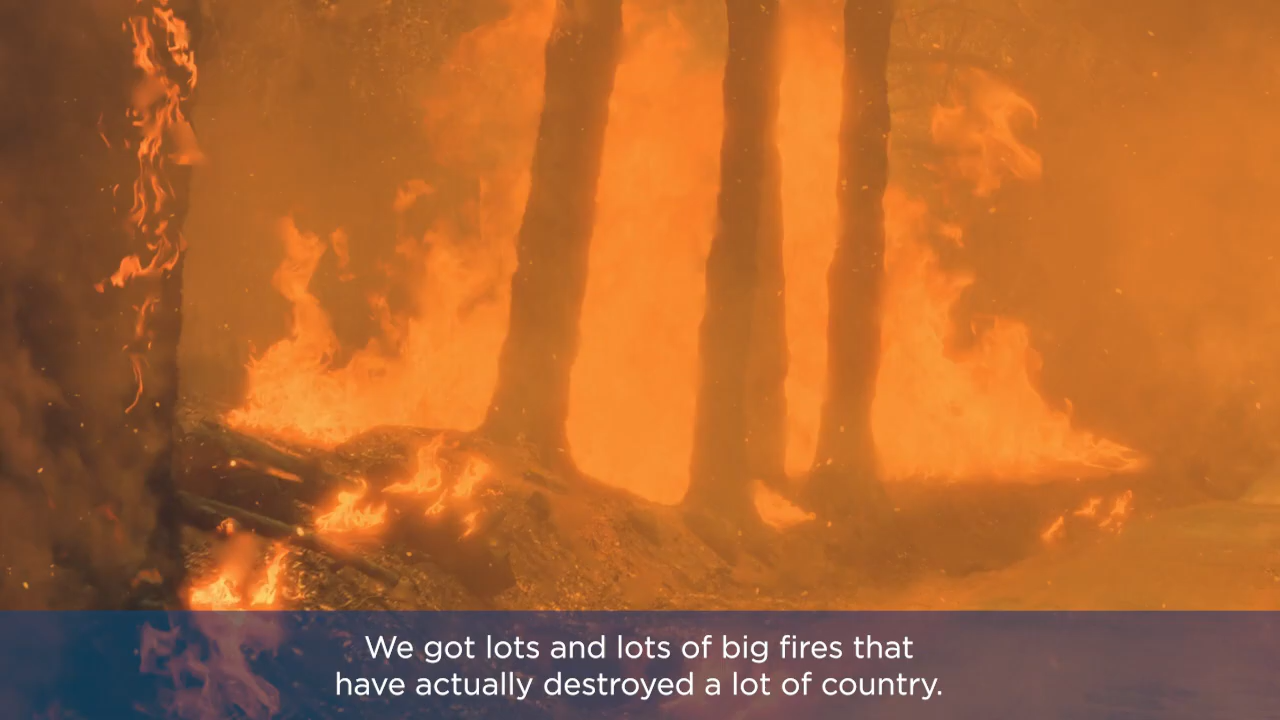 We got lots and lots of big fires that
have actually destroyed a lot of country.